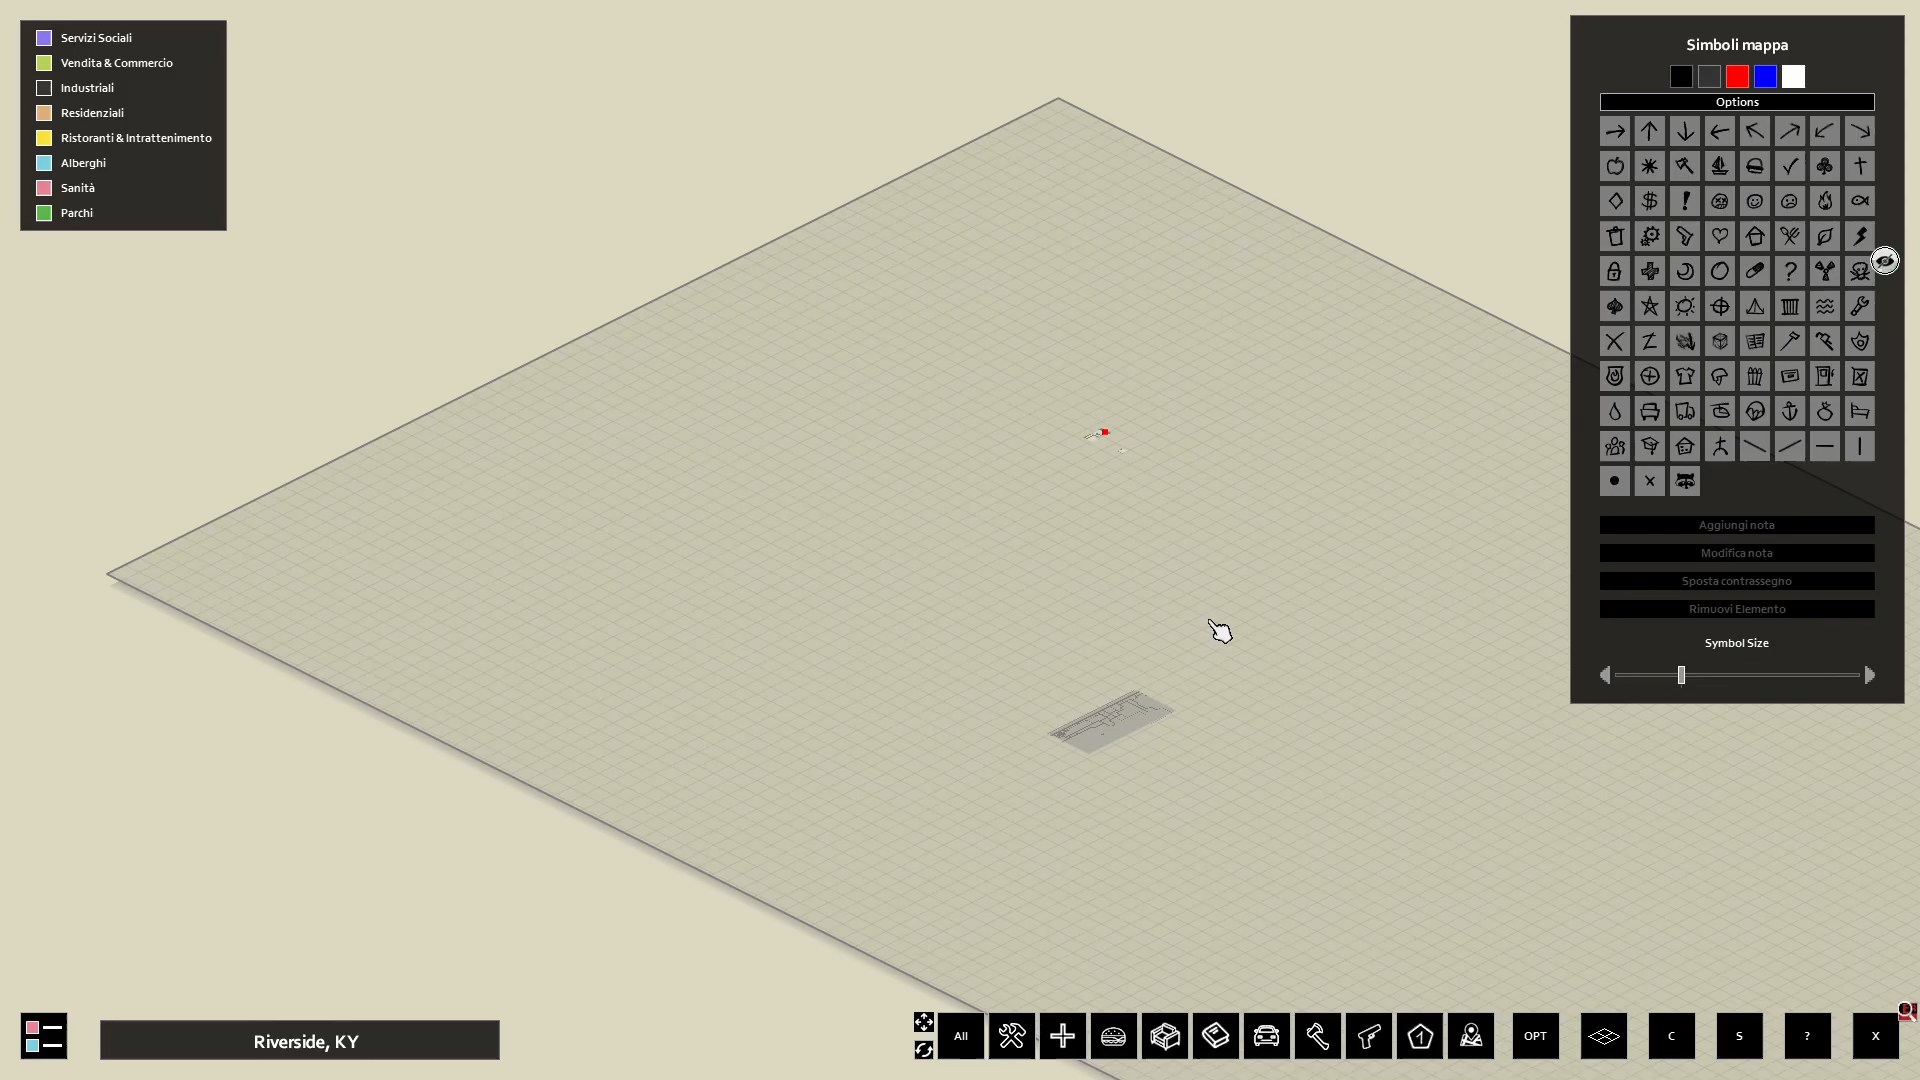 Servizi Sociali
Vendita & Commercio
Industriali
Residenziali
Ristoranti & Intrattenimento
Alberghi
Sanità
Parchi
Simboli mappa
Options
Aggiungi nota
Modifica nota
Sposta contrassegno
Rimuovi Elemento
Symbol Size
Riverside, KY
All
1
OPT
C
S
?
X